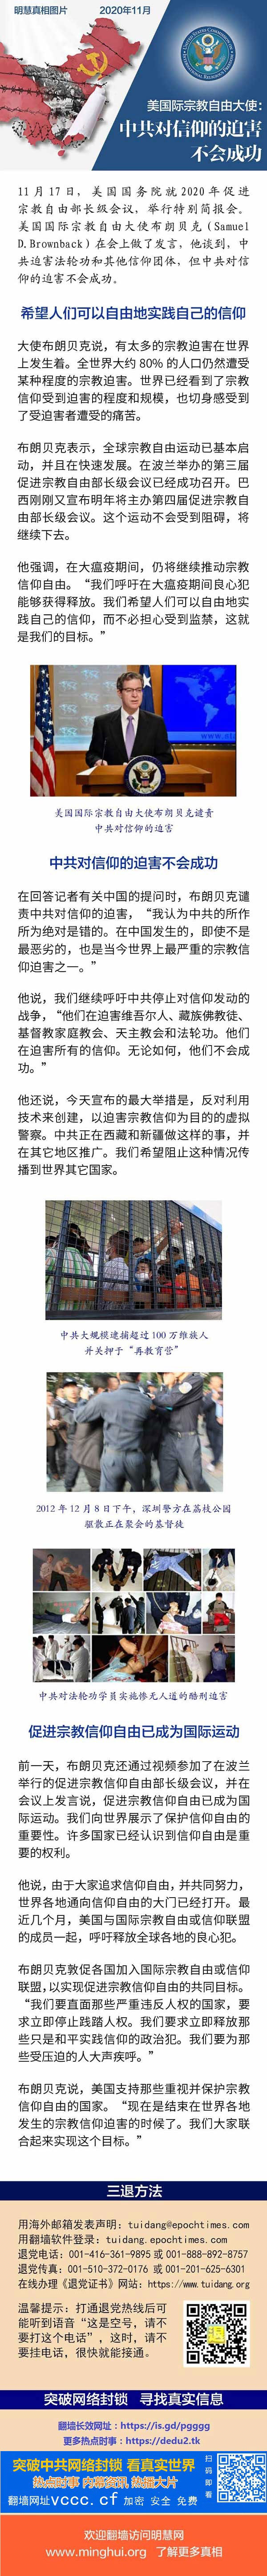 明慧真相图片 2020年11月
美国际宗教自由大使:
中共对信仰的迫害
不会成功
11月17日，美国国务院就2020年促进
宗教自由部长级会议，举行特别简报会。
美国国际宗教自由大使布朗贝克（Samuel
D.Brownback）在会上做了发言，他谈到，中
共迫害法轮功和其他信仰团体，但中共对信
仰的迫害不会成功。
希望人们可以自由地实践自己的信仰
大使布朗贝克说，有太多的宗教迫害在世界
上发生着。全世界大约 80% 的人口仍然遭受
某种程度的宗教迫害。世界已经看到了宗教
信仰受到迫害的程度和规模，也切身感受到
了受迫害者遭受的痛苦。
布朗贝克表示，全球宗教自由运动已基本启
动，并且在快速发展。在波兰举办的第三届
促进宗教自由部长级会议已经成功召开。巴
西刚刚又宣布明年将主办第四届促进宗教自
由部长级会议。这个运动不会受到阻碍，将
继续下去。
他强调，在大瘟疫期间，仍将继续推动宗教
信仰自由。“我们呼吁在大瘟疫期间良心犯
能够获得释放。我们希望人们可以自由地实
践自己的信仰，而不必担心受到监禁，这就
是我们的目标。”
美国国际宗教自由大使布朗贝克谴责
中共对信仰的迫害
中共对信仰的迫害不会成功
在回答记者有关中国的提问时，布朗贝克谴
责中共对信仰的迫害，“我认为中共的所作
所为绝对是错的。在中国发生的，即使不是
最恶劣的，也是当今世界上最严重的宗教信
仰迫害之一。”
他说，我们继续呼吁中共停止对信仰发动的
战争，“他们在迫害维吾尔人、藏族佛教徒、
基督教家庭教会、天主教会和法轮功。他们
在迫害所有的信仰。无论如何，他们不会成
功。”
他还说，今天宣布的最大举措是，反对利用
技术来创建，以迫害宗教信仰为目的的虚拟
警察。中共正在西藏和新疆做这样的事，并
在其它地区推广。我们希望阻止这种情况传
播到世界其它国家。
中共大规模逮捕超过 100 万维族人
并关押于“再教育营”
2012 年 12 月 8 日下午，深圳警方在荔枝公园
驱散正在聚会的基督徒
中共对法轮功学员实施惨无人道的酷刑迫害
促进宗教信仰自由已成为国际运动
前一天，布朗贝克还通过视频参加了在波兰
举行的促进宗教信仰自由部长级会议，并在
会议上发言说，促进宗教信仰自由已成为国
际运动。我们向世界展示了保护信仰自由的
重要性。许多国家已经认识到信仰自由是重
要的权利。
他说，由于大家追求信仰自由，并共同努力，
世界各地通向信仰自由的大门已经打开。最
近几个月，美国与国际宗教自由或信仰联盟
的成员一起，呼吁释放全球各地的良心犯。
布朗贝克敦促各国加入国际宗教自由或信仰
联盟，以实现促进宗教信仰自由的共同目标。
“我们要直面那些严重违反人权的国家，要
求立即停止践踏人权。我们要求立即释放那
些只是和平实践信仰的政治犯。我们要为那
些受压迫的人大声疾呼。”
布朗贝克说，美国支持那些重视并保护宗教
信仰自由的国家。“现在是结束在世界各地
发生的宗教信仰迫害的时候了。我们大家联
合起来实现这个目标。”
三退方法
用海外邮箱发表声明：tuidang@epochtimes.com
用翻墙软件登录：tuidang.epochtimes.com
退党电话：001-416-361-9895 或 001-888-892-8757
退党传真：001-510-372-0176 或 001-201-625-6301
在线办理《退党证书》网站：https://www.tuidang.org
温馨提示：打通退党热线后可
能听到语音“这是空号，请不
要打这个电话”，这时，请不
要挂电话，很快就能接通。
突破网络封锁 寻找真实信息
翻墙长效网址：https://is.gd/pgggg
更多热点时事：https://dedu2.tk
突破中共网络封锁 看真实世界
热点时事 内幕资讯 热播大片
翻墙网址vccc.cf 加密 安全 免费
扫码即看
欢迎翻墙访问明慧网
www.minghui.org 了解更多真相